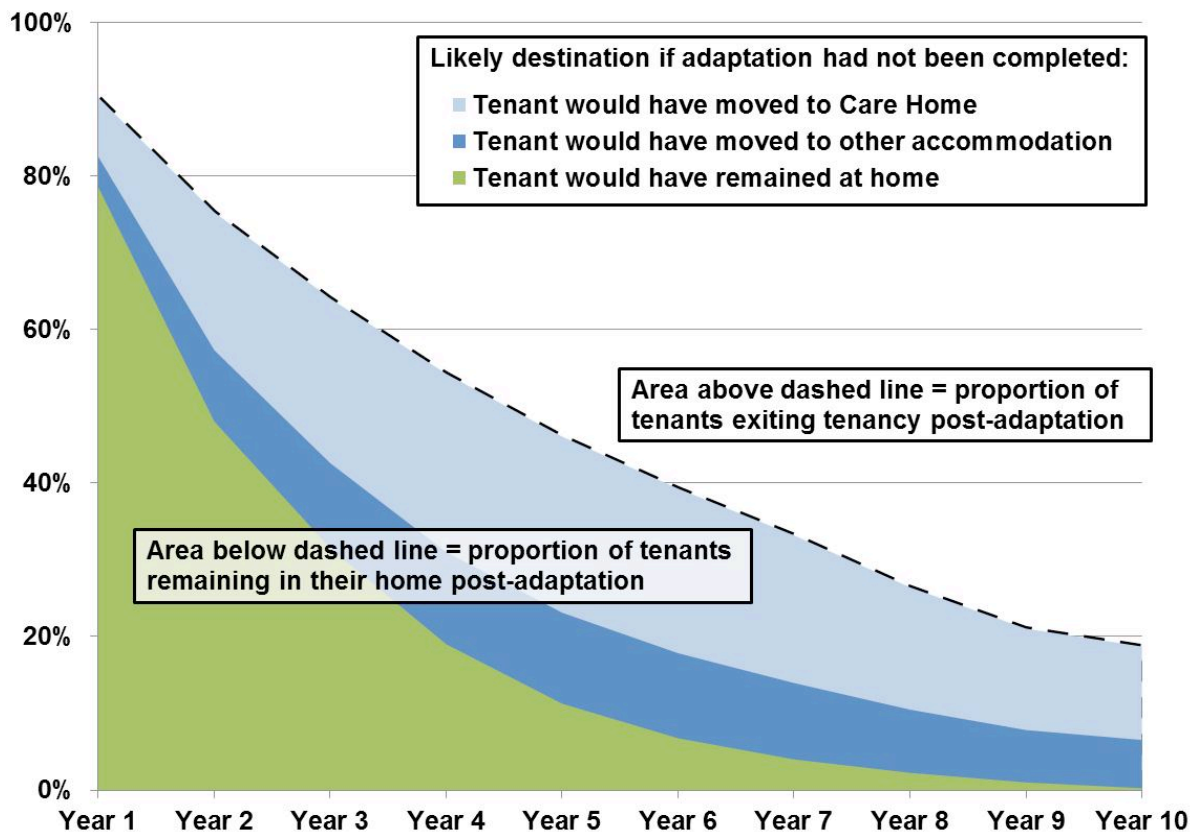 100%
Likely destination if adaptation had not been completed:
Tenant would have moved to Care Home
Tenant would have moved to other accommodation
Tenant would have remained at home
80%
60%
Area above dashed line = proportion of
tenants exiting tenancy post-adaptation
40%
Area below dashed line = proportion of tenants
remaining in their home post-adaptation
20%
0%
Year 1 Year 2 Year 3 Year 4 Year 5 Year 6 Year 7 Year 8 Year 9 Year 10